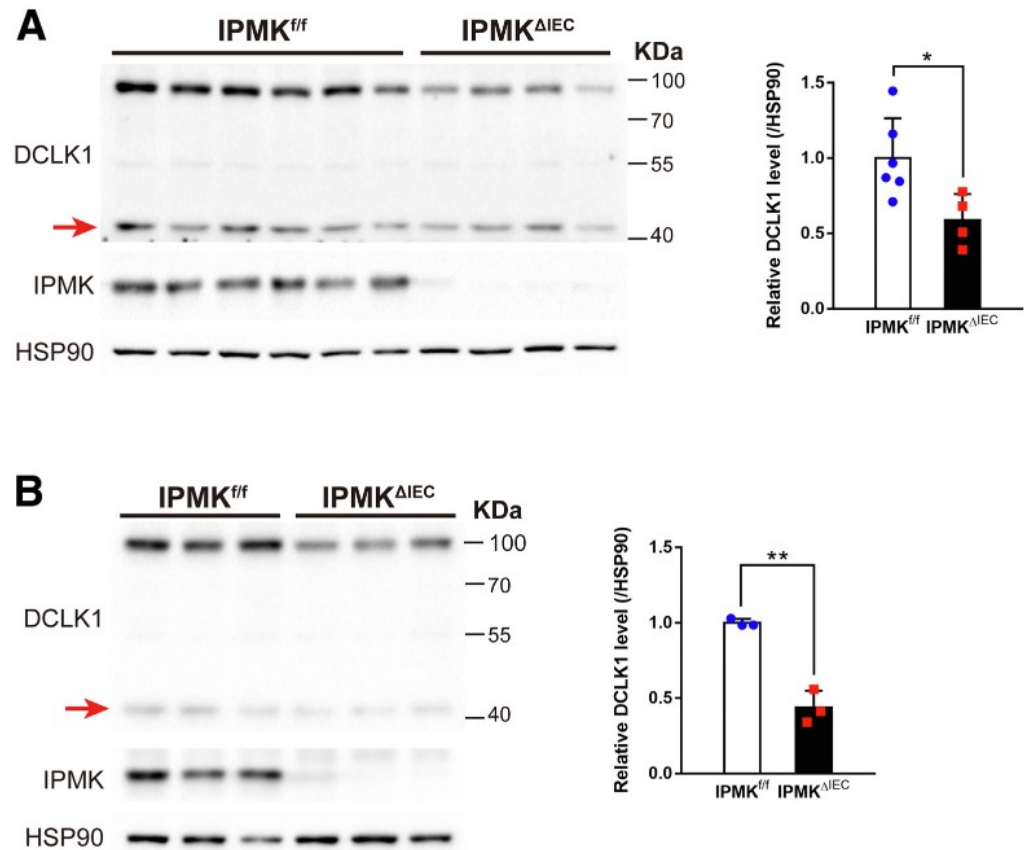 A
IPMKf/f IPMKΔIEC
KDa
100
70
DCLK1
55
40
IPMK
HSP90
Relative DCLK1 level (/HSP90)
*
1.5
1.0
0.5
0.0
IPMKf/f IPMKΔIEC
B
IPMKf/f IPMKΔIEC
KDa
100
70
DCLK1
55
40
IPMK
HSP90
Relative DCLK1 level (/HSP90)
**
1.5
1.0
0.5
0.0
IPMKf/f IPMKΔIEC